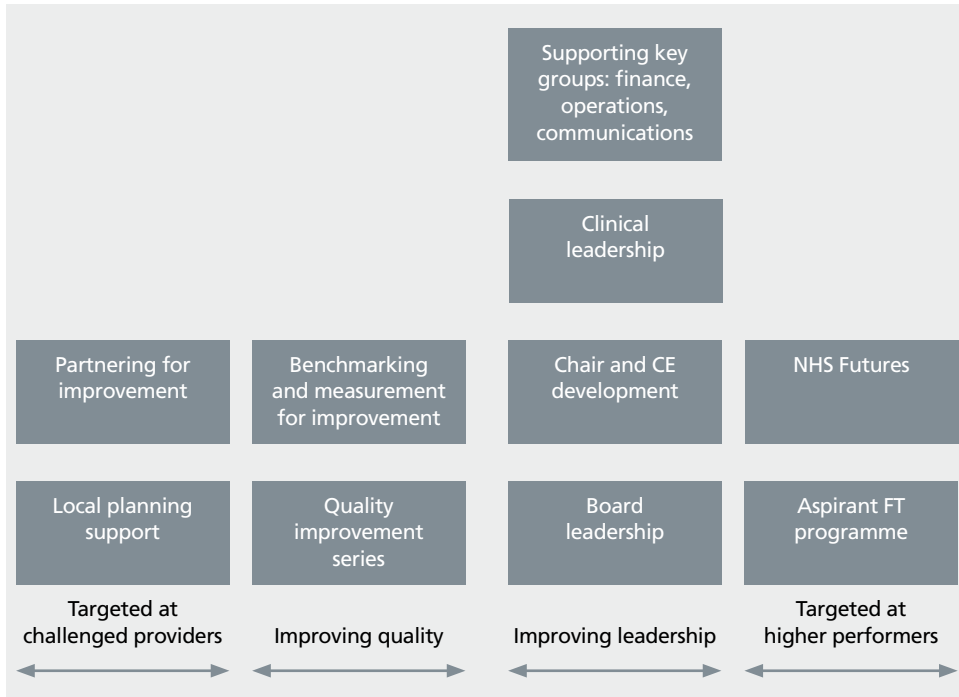 Supporting key
groups: finance,
operations,
communications
Clinical
leadership
Partnering for
improvement
Benchmarking
and measurement
for improvement
Chair and CE
development
NHS Futures
Local planning
support
Quality
improvement
series
Board
leadership
Aspirant FT
programme
Targeted at
challenged providers
Improving quality
Improving leadership
Targeted at
higher performers